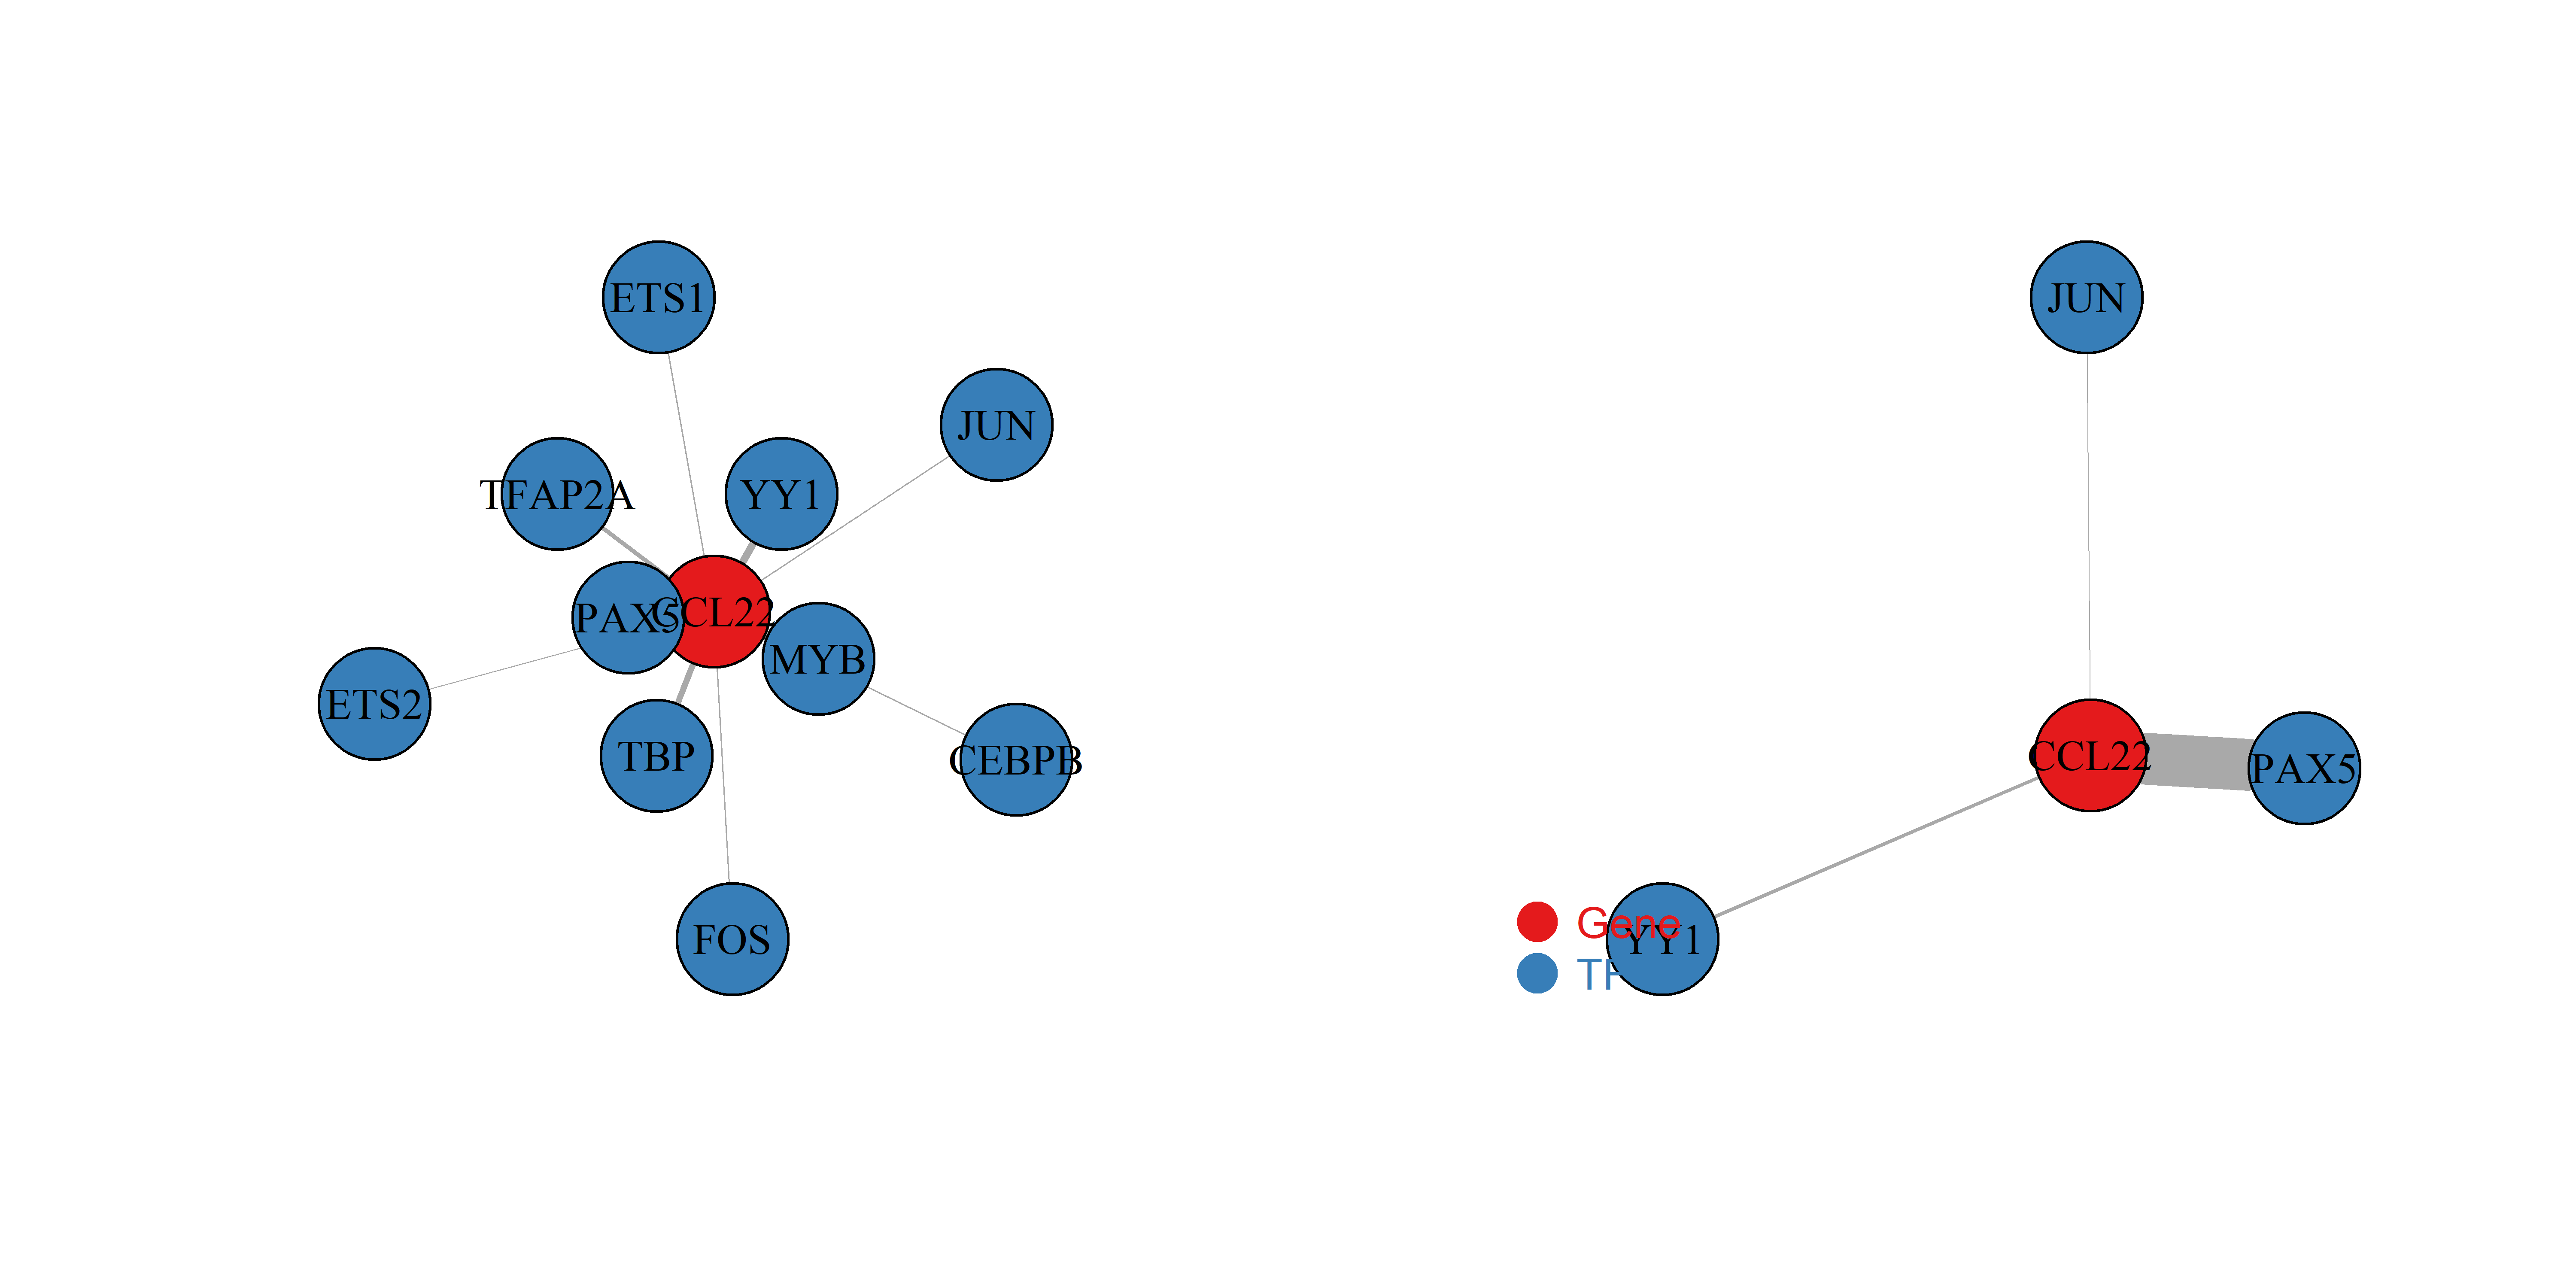 ETS1
JUN
TFAP2A
YY1
PAX5
CCL22
MYB
ETS2
TBP
CEBPB
FOS
JUN
CCL22
PAX5
YY1
Gene
TF